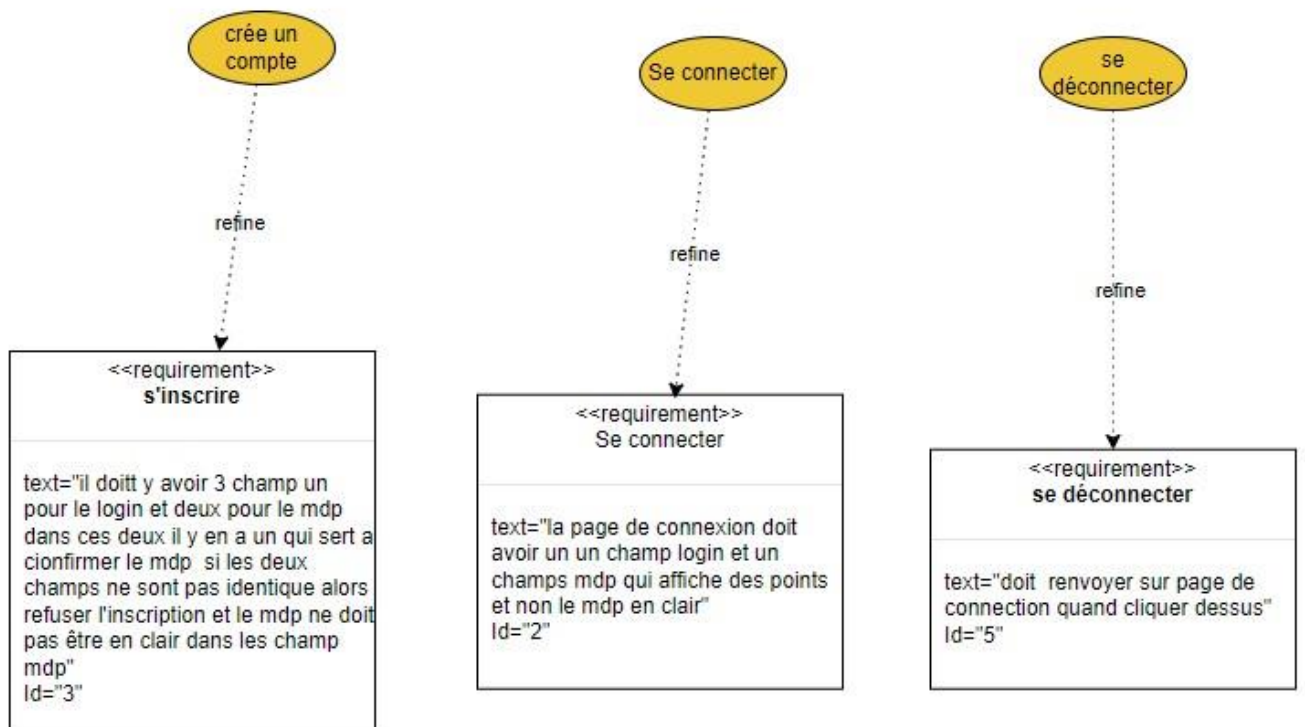 crée un
compte
refine
<<requirement>>
s'inscrire
text="il doitt y avoir 3 champ un
pour le login et deux pour le mdp
dans ces deux il y en a un qui sert a
cionfirmer le mdp  si les deux
champs ne sont pas identique alors
refuser l'inscription et le mdp ne doit
pas être en clair dans les champ
mdp"
Id="3"
Se connecter
refine
<<requirement>>
Se connecter
text="la page de connexion doit
avoir un un champ login et un
champs mdp qui affiche des points
et non le mdp en clair"
Id="2"
se
déconnecter
refine
<<requirement>>
se déconnecter
text="doit  renvoyer sur page de
connection quand cliquer dessus"
Id="5"